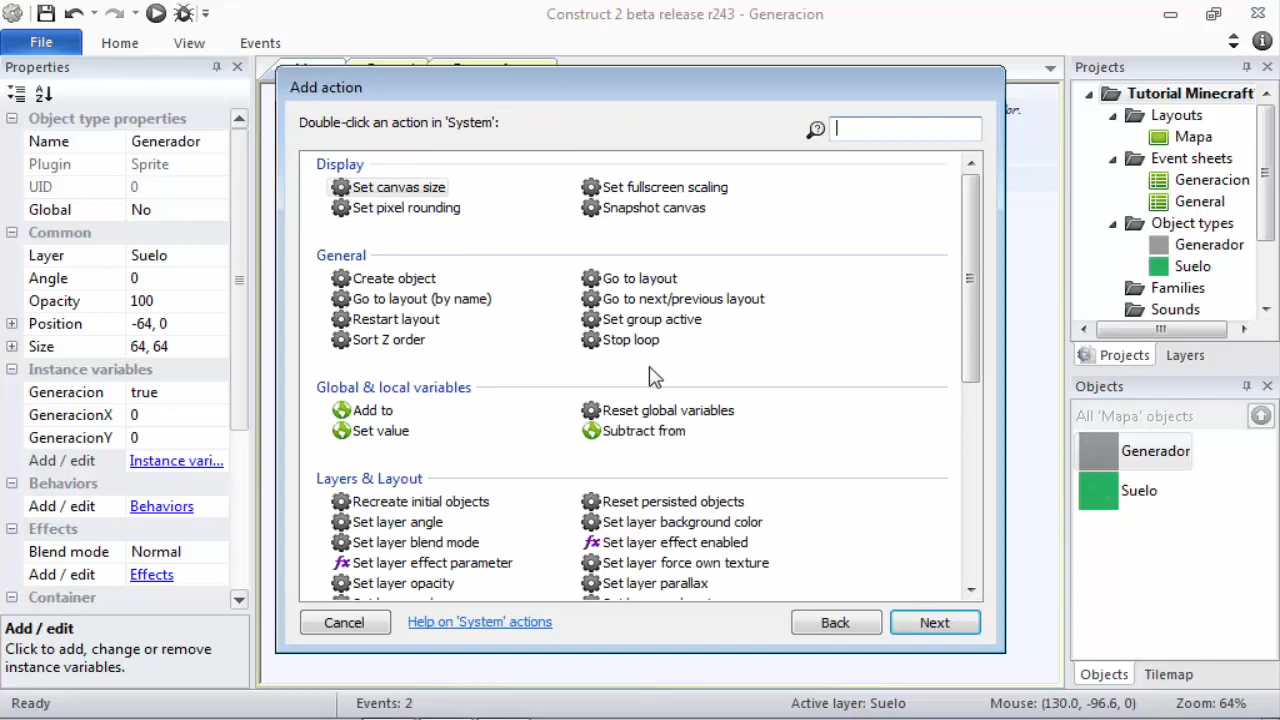 Construct 2 beta release r243 - Generacion
File Home View Events
Properties
Object type properties
Name Generador
Plugin Sprite
UID 0
Global No
Common
Layer Suelo
Angle 0
Opacity 100
Position -64, 0
Size 64, 64
Instance variables
Generacion true
GeneracionX 0
GeneracionY 0
Add / edit Instance vari...
Behaviors
Add / edit Behaviors
Effects
Blend mode Normal
Add / edit Effects
Container
Add / edit
Click to add, change or remove
instance variables.
Add action
Double-click an action in 'System':
Display
Set canvas size Set fullscreen scaling
Set pixel rounding Snapshot canvas
General
Create object Go to layout
Go to layout (by name) Go to next/previous layout
Restart layout Set group active
Sort Z order Stop loop
Global & local variables
Add to Reset global variables
Set value Subtract from
Layers & Layout
Recreate initial objects Reset persisted objects
Set layer angle Set layer background color
Set layer blend mode Set layer effect enabled
Set layer effect parameter Set layer force own texture
Set layer opacity Set layer parallax
Cancel Help on 'System' actions Back Next
or.
Projects
Tutorial Minecraft
Layouts
Mapa
Event sheets
Generacion
General
Object types
Generador
Suelo
Families
Sounds
Projects Layers
Objects
All 'Mapa' objects
Generador
Suelo
Objects Tilemap
Ready Events: 2 Active layer: Suelo Mouse: (130.0, -96.6, 0) Zoom: 64%